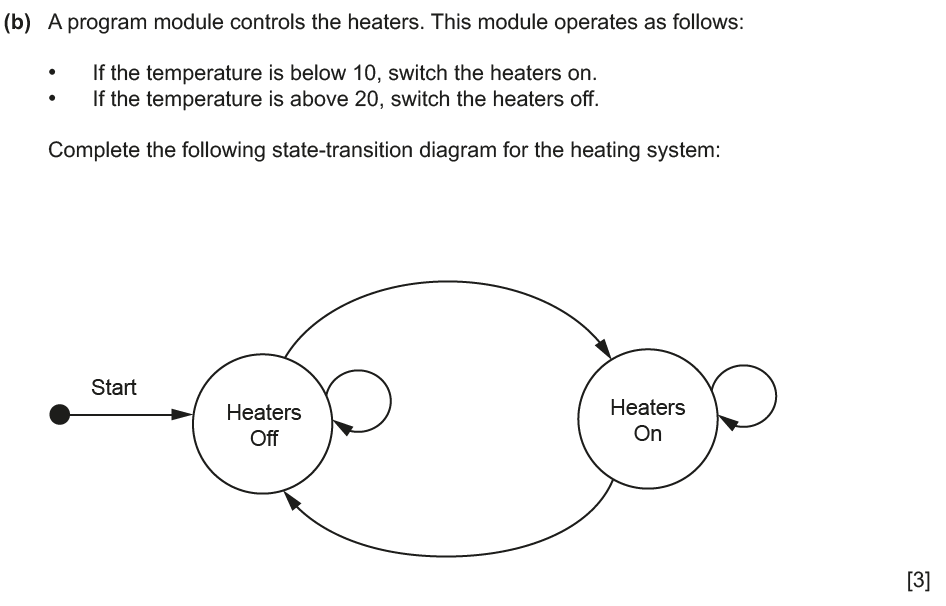 (b) A program module controls the heaters. This module operates as follows:
• If the temperature is below 10, switch the heaters on.
• If the temperature is above 20, switch the heaters off.
Complete the following state-transition diagram for the heating system:
Start
Heaters
Off
Heaters
On
[3]